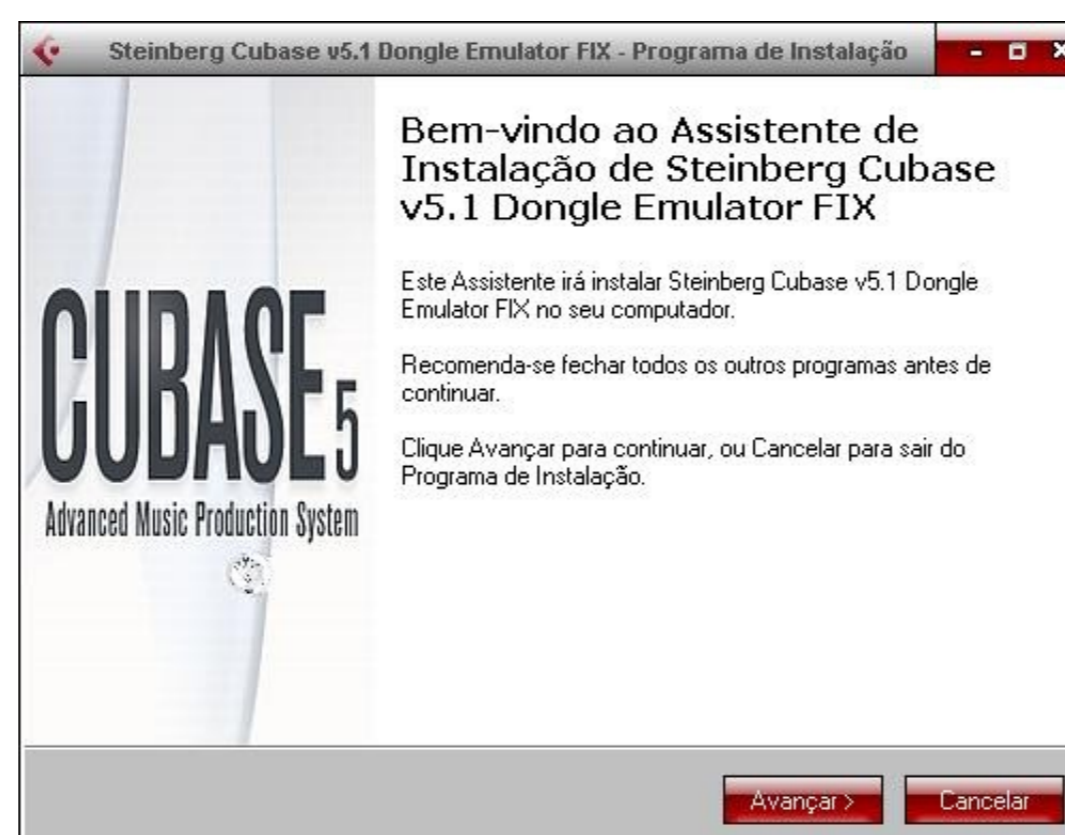 Steinberg Cubase v5.1 Dongle Emulator FIX - Programa de Instalação
Bem-vindo ao Assistente de
Instalação de Steinberg Cubase
v5.1 Dongle Emulator FIX
Este Assistente irá instalar Steinberg Cubase v5.1 Dongle
Emulator FIX no seu computador.
Recomenda-se fechar todos os outros programas antes de
continuar.
Clique Avançar para continuar, ou Cancelar para sair do
Programa de Instalação.
CUBASE 5
Advanced Music Production System
Avançar >
Cancelar